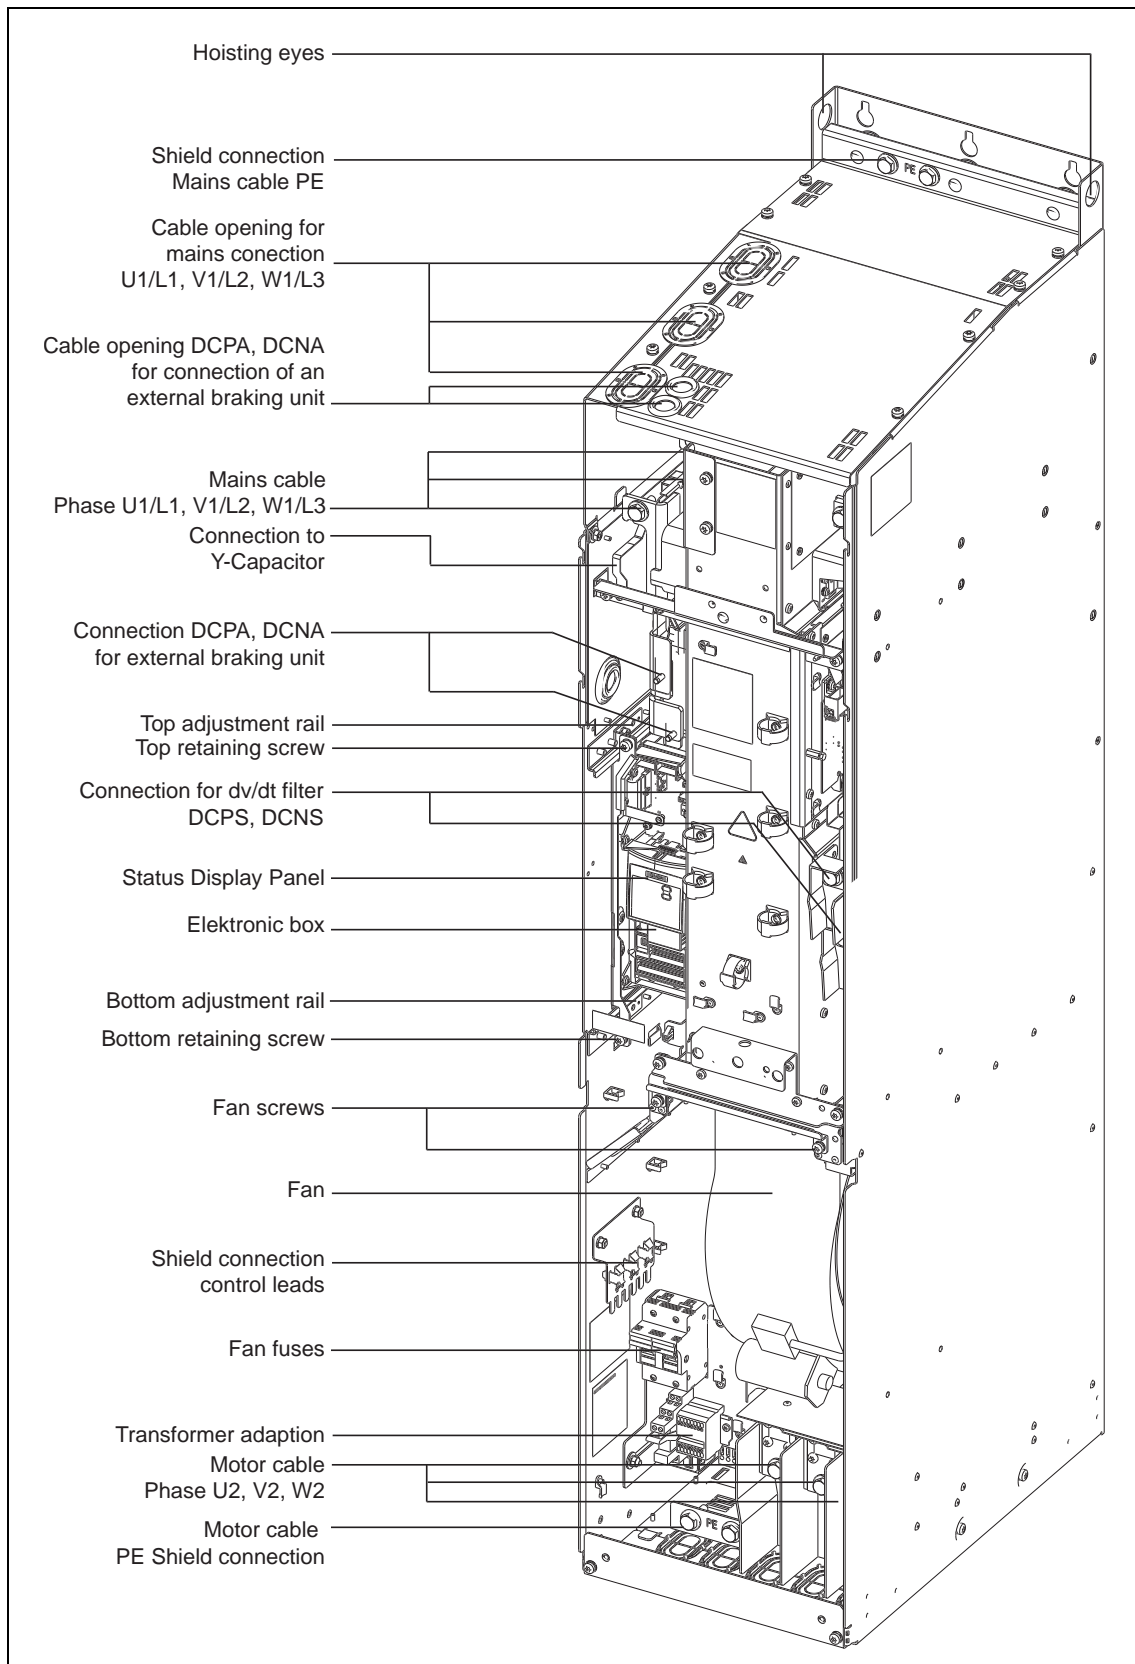 Hoisting eyes
Shield connection
Mains cable PE
Cable opening for
mains conection
U1/L1, V1/L2, W1/L3
Cable opening DCPA, DCNA
for connection of an
external braking unit
Mains cable
Phase U1/L1, V1/L2, W1/L3
Connection to
Y-Capacitor
Connection DCPA, DCNA
for external braking unit
Top adjustment rail
Top retaining screw
Connection for dv/dt filter
DCPS, DCNS
Status Display Panel
Elektronic box
Bottom adjustment rail
Bottom retaining screw
Fan screws
Fan
Shield connection
control leads
Fan fuses
Transformer adaption
Motor cable
Phase U2, V2, W2
Motor cable
PE Shield connection
PE
PE